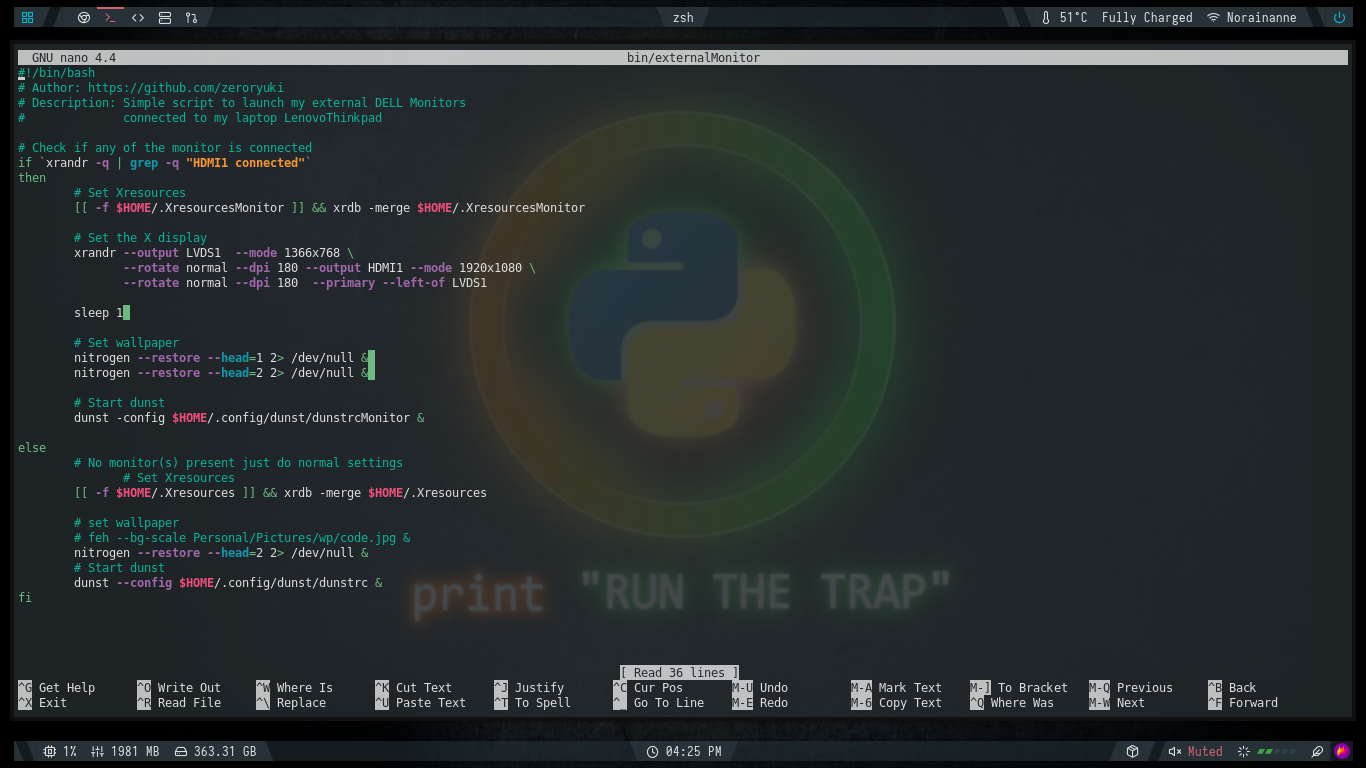 zsh
51°C Fully Charged Norainanne
GNU nano 4.4 bin/externalMonitor
#!/bin/bash
# Author: https://github.com/zeroryuki
# Description: Simple script to launch my external DELL Monitors
# connected to my laptop LenovoThinkpad
# Check if any of the monitor is connected
if `xrandr -q | grep -q "HDMI1 connected"`
then
# Set Xresources
[[ -f $HOME/.XresourcesMonitor ]] && xrdb -merge $HOME/.XresourcesMonitor
# Set the X display
xrandr --output LVDS1 --mode 1366x768 \
--rotate normal --dpi 180 --output HDMI1 --mode 1920x1080 \
--rotate normal --dpi 180 --primary --left-of LVDS1
sleep 1
# Set wallpaper
nitrogen --restore --head=1 2> /dev/null &
nitrogen --restore --head=2 2> /dev/null &
# Start dunst
dunst -config $HOME/.config/dunst/dunstrcMonitor &
else
# No monitor(s) present just do normal settings
# Set Xresources
[[ -f $HOME/.Xresources ]] && xrdb -merge $HOME/.Xresources
# set wallpaper
# feh --bg-scale Personal/Pictures/wp/code.jpg &
nitrogen --restore --head=2 2> /dev/null &
# Start dunst
dunst --config $HOME/.config/dunst/dunstrc &
fi
print "RUN THE TRAP"
[ Read 36 lines ]
^G Get Help ^O Write Out ^W Where Is ^K Cut Text ^J Justify ^C Cur Pos M-U Undo M-A Mark Text M-] To Bracket M-Q Previous ^B Back
^X Exit ^R Read File ^\ Replace ^U Paste Text ^T To Spell ^_ Go To Line M-E Redo M-6 Copy Text ^Q Where Was M-W Next ^F Forward
1% 1981 MB 363.31 GB 04:25 PM Muted